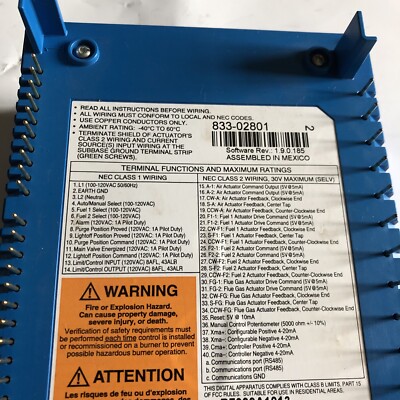 • READ ALL INSTRUCTIONS BEFORE WIRING.
• ALL WIRING MUST CONFORM TO LOCAL AND NEC CODES.
• USE COPPER CONDUCTORS ONLY.
• AMBIENT RATING: -40°C TO 60°C
• TERMINATE SHIELD OF ACTUATOR'S
CLASS 2 WIRING AND CURRENT
SOURCE(S) INPUT WIRING AT THE
SUBBASE GROUND TERMINAL STRIP
(GREEN SCREWS).
833-02801
2
Software Rev.: 1.9.0.185
ASSEMBLED IN MEXICO
TERMINAL FUNCTIONS AND MAXIMUM RATINGS
NEC CLASS 1 WIRING
1. L1 (100-120VAC 50/60Hz)
2. EARTH GND
3. L2 (Neutral)
4. Auto/Manual Select (100-120VAC)
5. Fuel 1 Select (100-120VAC)
6. Fuel 2 Select (100-120VAC)
7. Alarm (120VAC: 1A Pilot Duty)
8. Purge Position Proved (120VAC: 1A Pilot Duty)
9. Lightoff Position Proved (120VAC: 1A Pilot Duty)
10. Purge Position Command (100-120VAC)
11. Main Valve Energized (100-120VAC)
12. Lightoff Position Command (100-120VAC)
13. Limit/Control INPUT (120VAC) 8AFL, 43ALR
14. Limit/Control OUTPUT (120VAC) 8AFL, 43ALR
NEC CLASS 2 WIRING, 30V MAXIMUM (SELV)
15. A-1: Air Actuator Command Output (5V @5mA)
16. A-2: Air Actuator Command Output (5V @5mA)
17. CW-A: Air Actuator Feedback, Clockwise End
18. S-A: Air Actuator Feedback, Center Tap
19. CCW-A: Air Actuator Feedback, Counter-Clockwise End
20. F1-1: Fuel 1 Actuator Drive Command (5V @ 5mA)
21. F1-2: Fuel 1 Actuator Drive Command (5V @ 5mA)
22. CW-F1: Fuel 1 Actuator Feedback, Clockwise End
23. S-F1: Fuel 1 Actuator Feedback, Center Tap
24. CCW-F1: Fuel 1 Actuator Feedback, Counter-Clockwise End
25. F2-1: Fuel 2 Actuator Drive Command (5V @ 5mA)
26. F2-2: Fuel 2 Actuator Drive Command (5V @ 5mA)
27. CW-F2: Fuel 2 Actuator Feedback, Clockwise End
28. S-F2: Fuel 2 Actuator Feedback, Center Tap
29. CCW-F2: Fuel 2 Actuator Feedback, Counter-Clockwise End
30. FG-1: Flue Gas Actuator Drive Command (5V@5mA)
31. FG-2: Flue Gas Actuator Drive Command (5V@5mA)
32. CW-FG: Flue Gas Actuator Feedback, Clockwise End
33. S-FG: Flue Gas Actuator Feedback, Center Tap
34. CCW-FG: Flue Gas Actuator Feedback, Counter-Clockwise End
35. Reset: 5V @ 10mA
36. Manual Control Potentiometer (5000 ohm +/- 10%)
37. Xma+: Configurable Positive 4-20mA
38. Xma-: Configurable Negative 4-20mA
39. Cma+: Controller Positive 4-20mA
40. Cma-: Controller Negative 4-20mA
41. a: Communications port (RS485)
42. b: Communications port (RS485)
43. c: Communications GND
WARNING
Fire or Explosion Hazard.
Can cause property damage,
severe injury, or death.
Verification of safety requirements must
be performed each time control is installed
on a burner to prevent possible
hazardous burner operation.
ATTENTION
Les risques de feu ou d'explosion
THIS DIGITAL APPARATUS COMPLIES WITH CLASS B LIMITS, PART 15
OF FCC RULES.